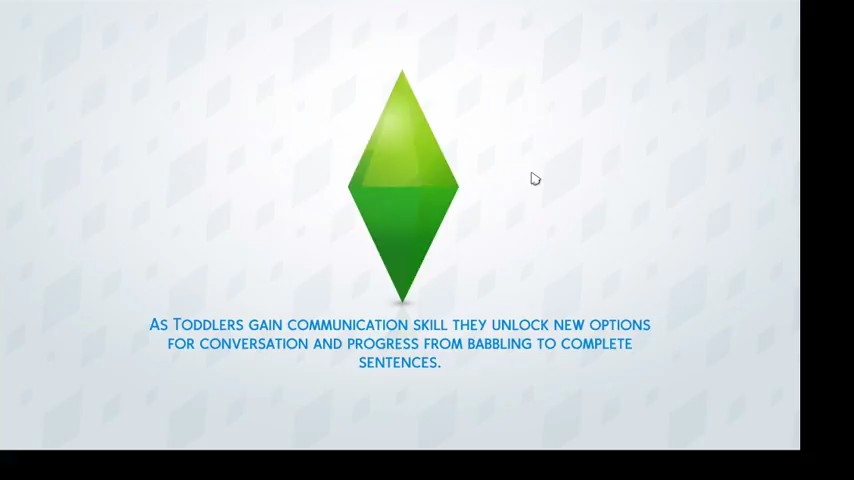 As Toddlers gain communication skill they unlock new options
for conversation and progress from babbling to complete
sentences.